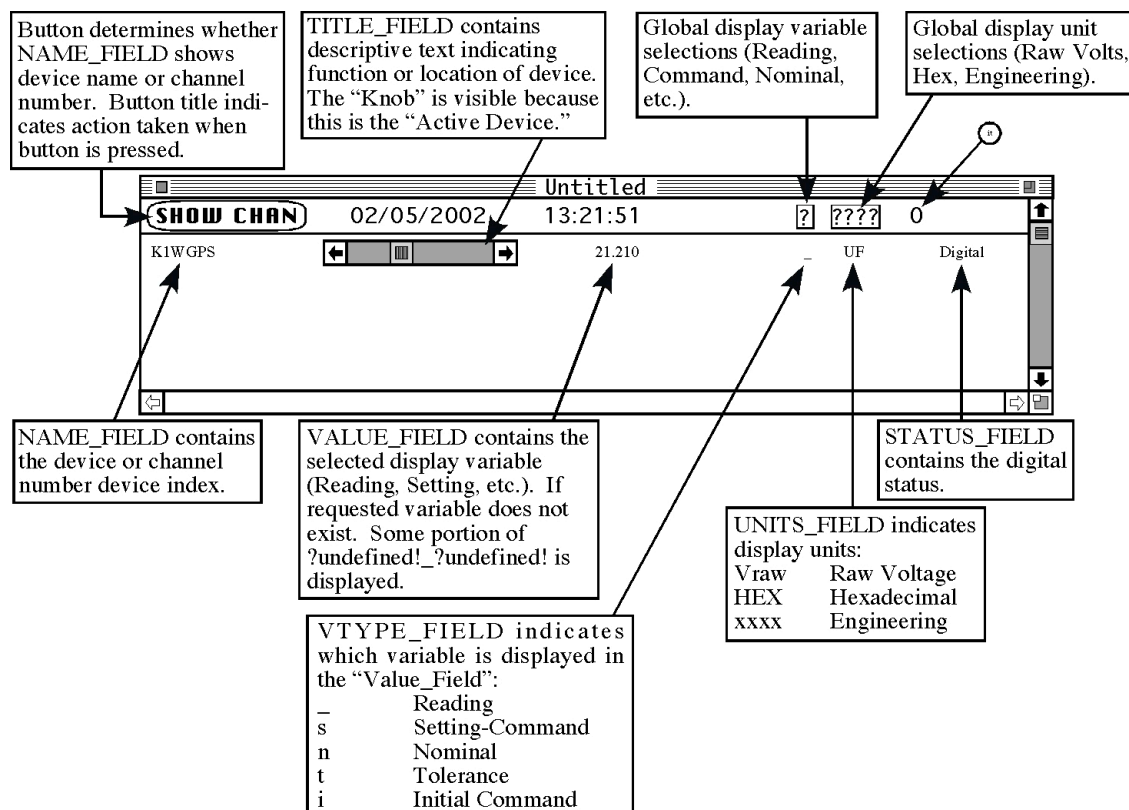 Button determines whether
NAME_FIELD shows
device name or channel
number. Button title indi-
cates action taken when
button is pressed.
TITLE_FIELD contains
descriptive text indicating
function or location of device.
The “Knob” is visible because
this is the “Active Device.”
Global display variable
selections (Reading,
Command, Nominal,
etc.).
Global display unit
selections (Raw Volts,
Hex, Engineering).
Untitled
SHOW CHAN 02/05/2002 13:21:51 ? ???? 0
K1WGPS 21.210 _ UF Digital
NAME_FIELD contains
the device or channel
number device index.
VALUE_FIELD contains the
selected display variable
(Reading, Setting, etc.). If
requested variable does not
exist. Some portion of
?undefined!_?undefined! is
displayed.
STATUS_FIELD
contains the digital
status.
UNITS_FIELD indicates
display units:
Vraw Raw Voltage
HEX Hexadecimal
xxxx Engineering
VTYPE_FIELD indicates
which variable is displayed in
the “Value_Field”:
_ Reading
s Setting-Command
n Nominal
t Tolerance
i Initial Command